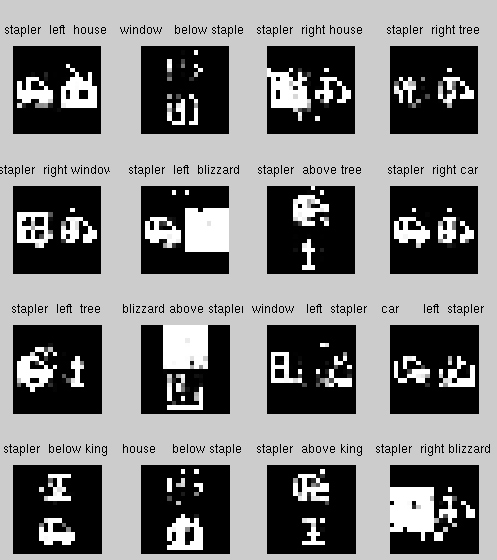 stapler left house
window below staple
stapler right house
stapler right tree
stapler right window
stapler left blizzard
stapler above tree
stapler right car
stapler left tree
blizzard above stapler
window left stapler
car left stapler
stapler below king
house below staple
stapler above king
stapler right blizzard